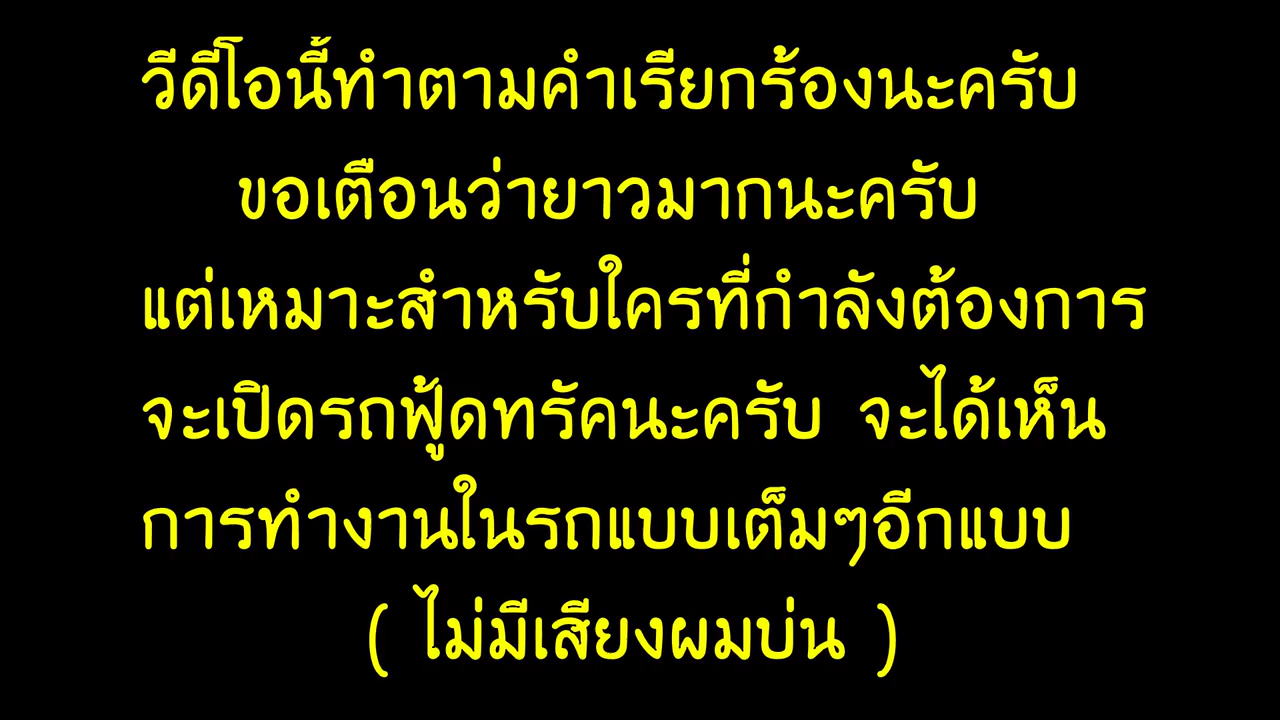 วีดีโอนี้ทำตามคำเรียกร้องนะครับ
ขอเตือนว่ายาวมากนะครับ
แต่เหมาะสำหรับใครที่กำลังต้องการ
จะเปิดรถฟู้ดทรัคนะครับ จะได้เห็น
การทำงานในรถแบบเต็มๆอีกแบบ
( ไม่มีเสียงผมบ่น )